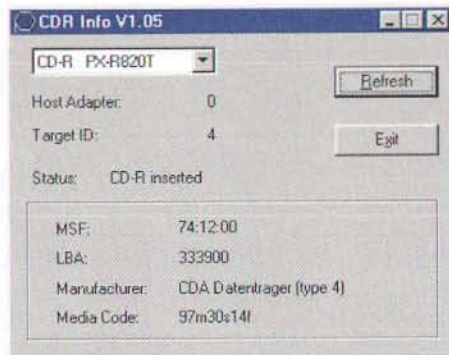 CDR Info V1.05
CD-R PX-R820T
Refresh
Host Adapter: 0
Target ID: 4
Exit
Status: CD-R inserted
MSF: 74:12:00
LBA: 333900
Manufacturer: CDA Datentrager (type 4)
Media Code: 97m30s14f